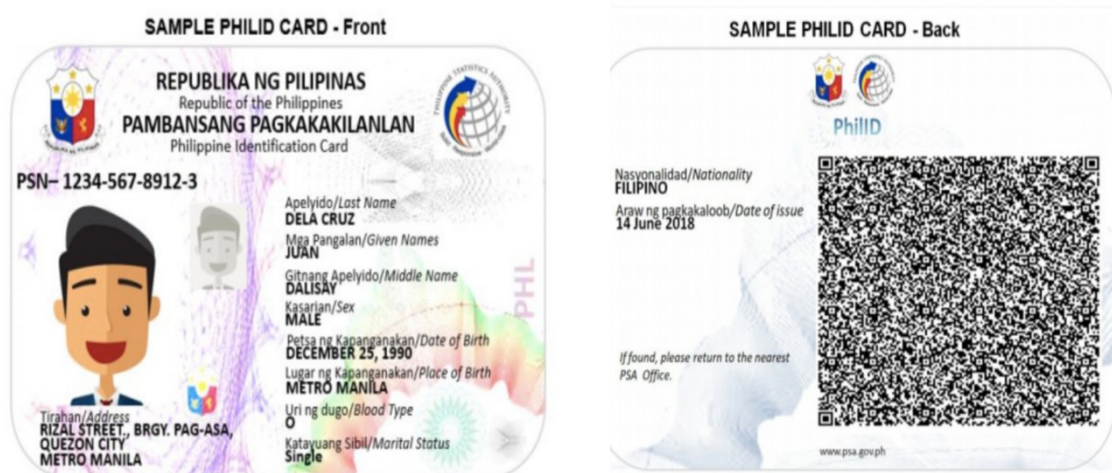 SAMPLE PHILID CARD - Front
REPUBLIKA NG PILIPINAS
Republic of the Philippines
PAMBANSANG PAGKAKAKILANLAN
Philippine Identification Card
PHILIPPINE STATISTICS AUTHORITY
PSN– 1234-567-8912-3
Apelyido/Last Name
DELA CRUZ
Mga Pangalan/Given Names
JUAN
Gitnang Apelyido/Middle Name
DALISAY
Kasarian/Sex
MALE
Petsa ng Kapanganakan/Date of Birth
DECEMBER 25, 1990
Lugar ng Kapanganakan/Place of Birth
METRO MANILA
Uri ng dugo/Blood Type
O
Katayuang Sibil/Marital Status
Single
PHL
Tirahan/Address
RIZAL STREET., BRGY. PAG-ASA,
QUEZON CITY
METRO MANILA
SAMPLE PHILID CARD - Back
PhilID
Nasyonalidad/Nationality
FILIPINO
Araw ng pagkakaloob/Date of issue
14 June 2018
If found, please return to the nearest
PSA Office.
www.psa.gov.ph